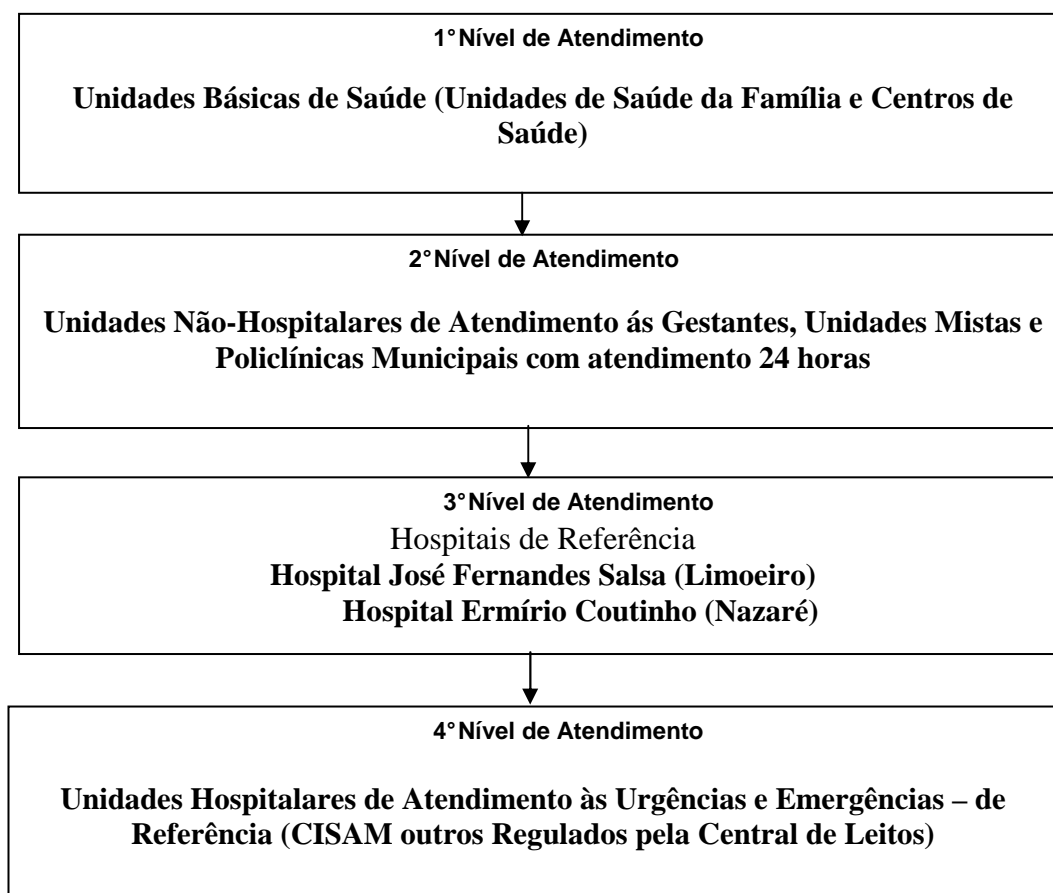 1° Nível de Atendimento
Unidades Básicas de Saúde (Unidades de Saúde da Família e Centros de
Saúde)
2° Nível de Atendimento
Unidades Não-Hospitalares de Atendimento ás Gestantes, Unidades Mistas e
Policlínicas Municipais com atendimento 24 horas
3° Nível de Atendimento
Hospitais de Referência
Hospital José Fernandes Salsa (Limoeiro)
Hospital Ermírio Coutinho (Nazaré)
4° Nível de Atendimento
Unidades Hospitalares de Atendimento às Urgências e Emergências – de
Referência (CISAM outros Regulados pela Central de Leitos)